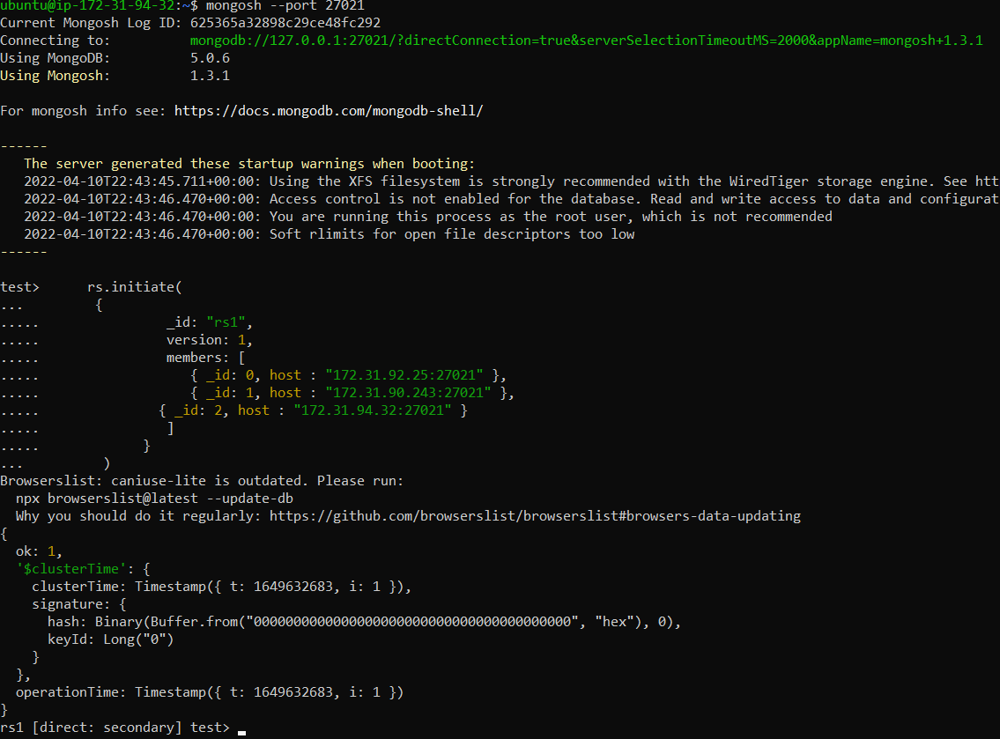 ubuntu@ip-172-31-94-32:~$ mongosh --port 27021
Current Mongosh Log ID: 625365a32898c29ce48fc292
Connecting to:          mongodb://127.0.0.1:27021/?directConnection=true&serverSelectionTimeoutMS=2000&appName=mongosh+1.3.1
Using MongoDB:          5.0.6
Using Mongosh:          1.3.1

For mongosh info see: https://docs.mongodb.com/mongodb-shell/

------
   The server generated these startup warnings when booting:
   2022-04-10T22:43:45.711+00:00: Using the XFS filesystem is strongly recommended with the WiredTiger storage engine. See htt
   2022-04-10T22:43:46.470+00:00: Access control is not enabled for the database. Read and write access to data and configurat
   2022-04-10T22:43:46.470+00:00: You are running this process as the root user, which is not recommended
   2022-04-10T22:43:46.470+00:00: Soft rlimits for open file descriptors too low
------

test>      rs.initiate(
...         {
.....                _id: "rs1",
.....                version: 1,
.....                members: [
.....                   { _id: 0, host : "172.31.92.25:27021" },
.....                   { _id: 1, host : "172.31.90.243:27021" },
.....               { _id: 2, host : "172.31.94.32:27021" }
.....                ]
.....             }
...          )
Browserslist: caniuse-lite is outdated. Please run:
  npx browserslist@latest --update-db
  Why you should do it regularly: https://github.com/browserslist/browserslist#browsers-data-updating
{
  ok: 1,
  '$clusterTime': {
    clusterTime: Timestamp({ t: 1649632683, i: 1 }),
    signature: {
      hash: Binary(Buffer.from("0000000000000000000000000000000000000000", "hex"), 0),
      keyId: Long("0")
    }
  },
  operationTime: Timestamp({ t: 1649632683, i: 1 })
}
rs1 [direct: secondary] test>